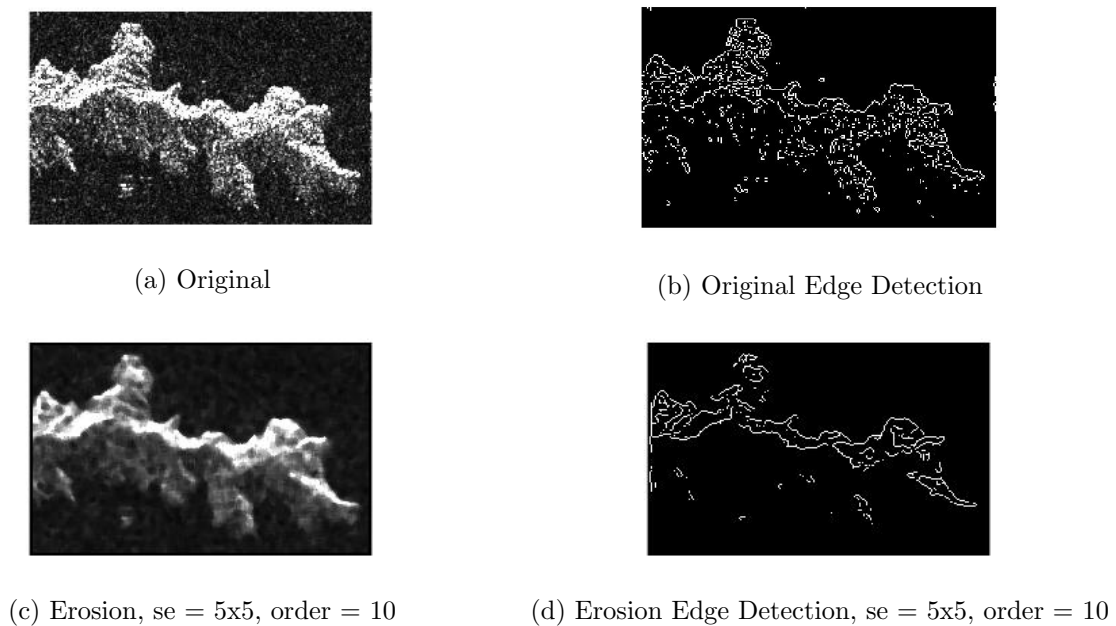 (a) Original
(b) Original Edge Detection
(c) Erosion, se = 5x5, order = 10
(d) Erosion Edge Detection, se = 5x5, order = 10